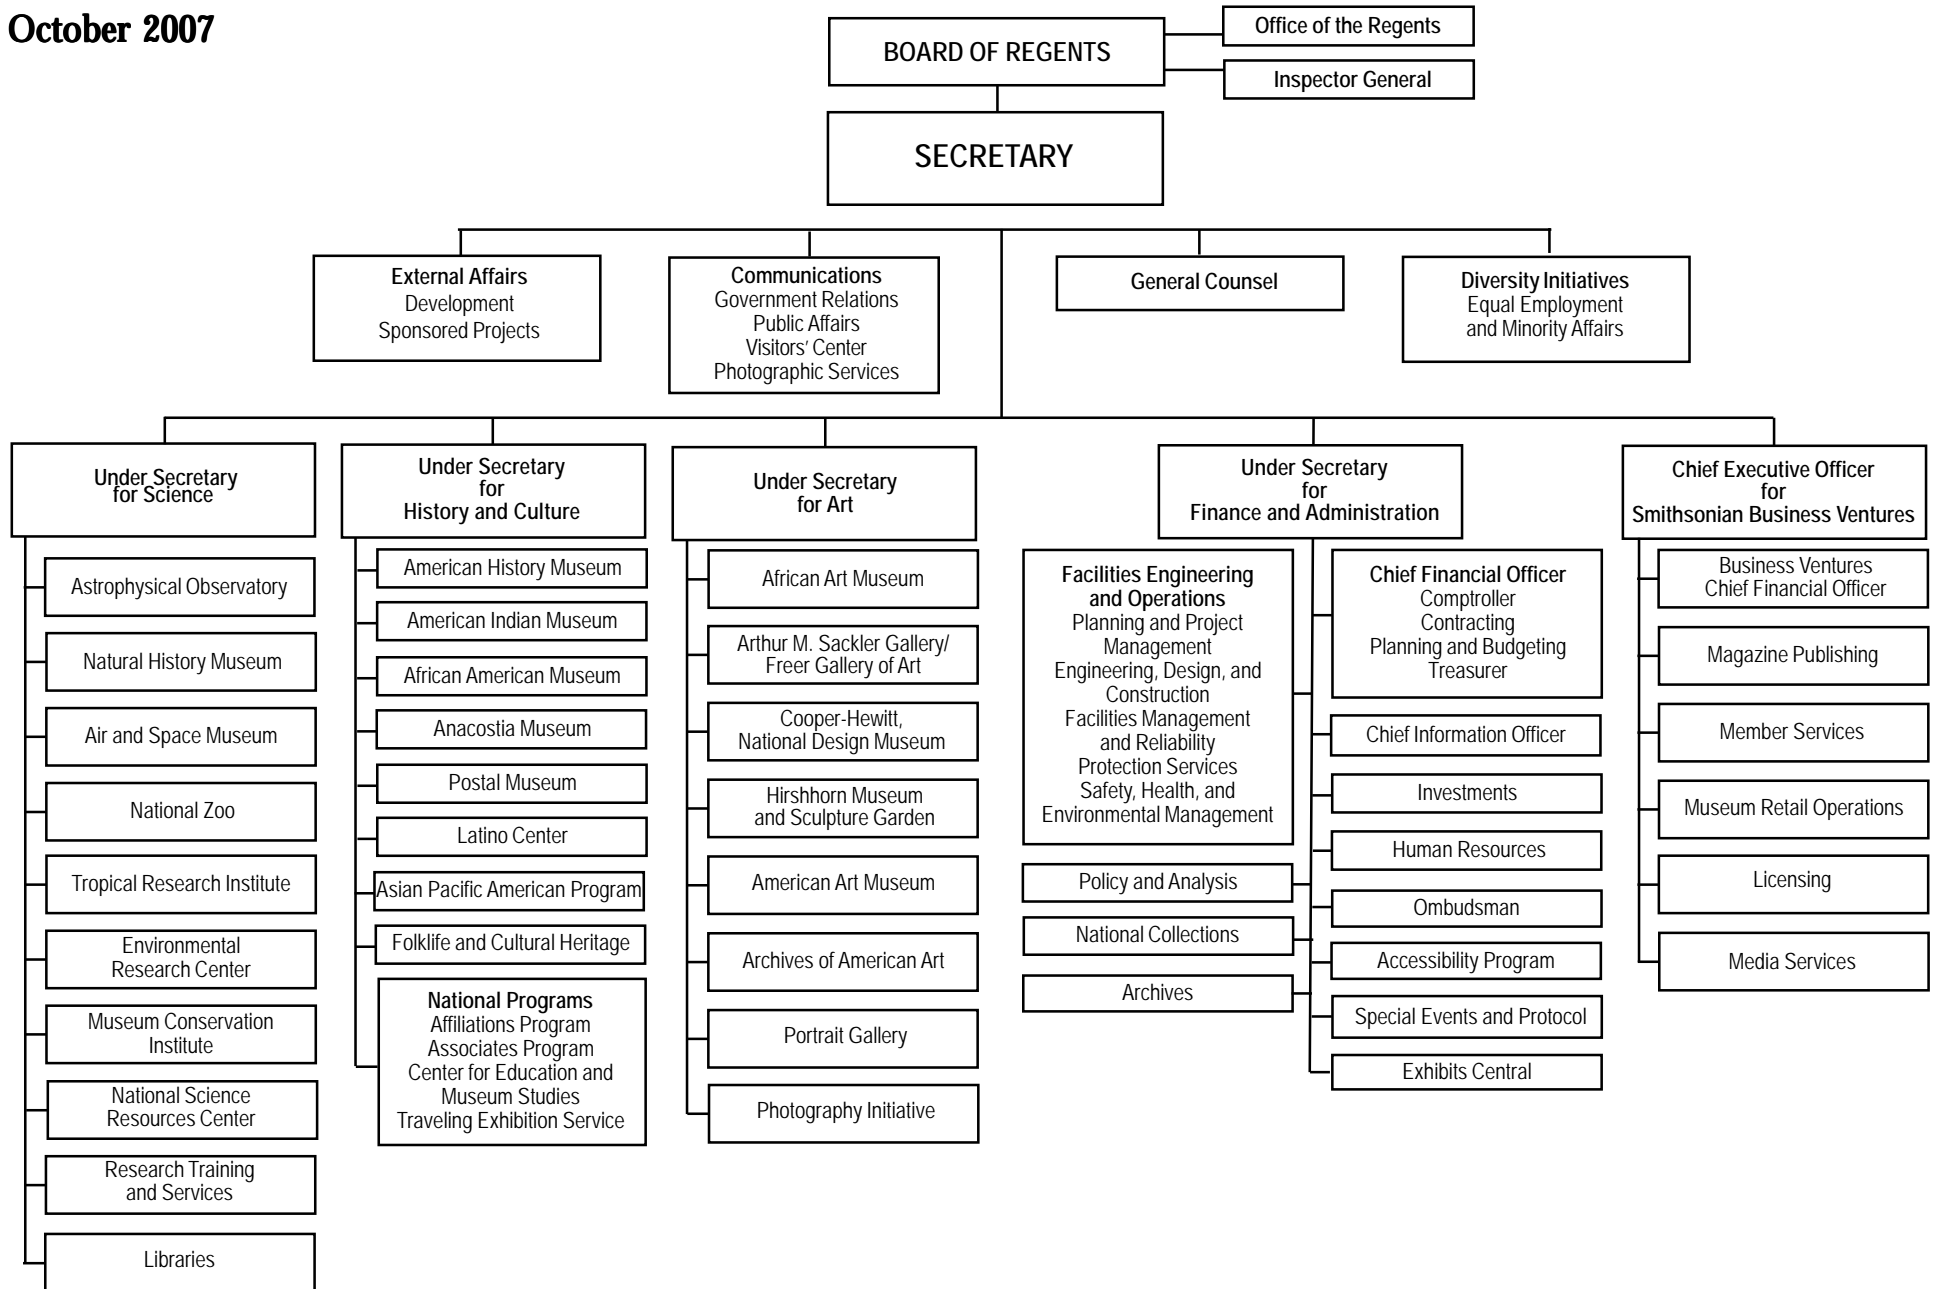 October 2007
BOARD OF REGENTS
Office of the Regents
Inspector General
SECRETARY
External Affairs
Development
Sponsored Projects
Communications
Government Relations
Public Affairs
Visitors’ Center
Photographic Services
General Counsel
Diversity Initiatives
Equal Employment
and Minority Affairs
Under Secretary
for Science
Astrophysical Observatory
Natural History Museum
Air and Space Museum
National Zoo
Tropical Research Institute
Environmental
Research Center
Museum Conservation
Institute
National Science
Resources Center
Research Training
and Services
Libraries
Under Secretary
for
History and Culture
American History Museum
American Indian Museum
African American Museum
Anacostia Museum
Postal Museum
Latino Center
Asian Pacific American Program
Folklife and Cultural Heritage
National Programs
Affiliations Program
Associates Program
Center for Education and
Museum Studies
Traveling Exhibition Service
Under Secretary
for Art
African Art Museum
Arthur M. Sackler Gallery/
Freer Gallery of Art
Cooper-Hewitt,
National Design Museum
Hirshhorn Museum
and Sculpture Garden
American Art Museum
Archives of American Art
Portrait Gallery
Photography Initiative
Under Secretary
for
Finance and Administration
Facilities Engineering
and Operations
Planning and Project
Management
Engineering, Design, and
Construction
Facilities Management
and Reliability
Protection Services
Safety, Health, and
Environmental Management
Policy and Analysis
National Collections
Archives
Chief Financial Officer
Comptroller
Contracting
Planning and Budgeting
Treasurer
Chief Information Officer
Investments
Human Resources
Ombudsman
Accessibility Program
Special Events and Protocol
Exhibits Central
Chief Executive Officer
for
Smithsonian Business Ventures
Business Ventures
Chief Financial Officer
Magazine Publishing
Member Services
Museum Retail Operations
Licensing
Media Services